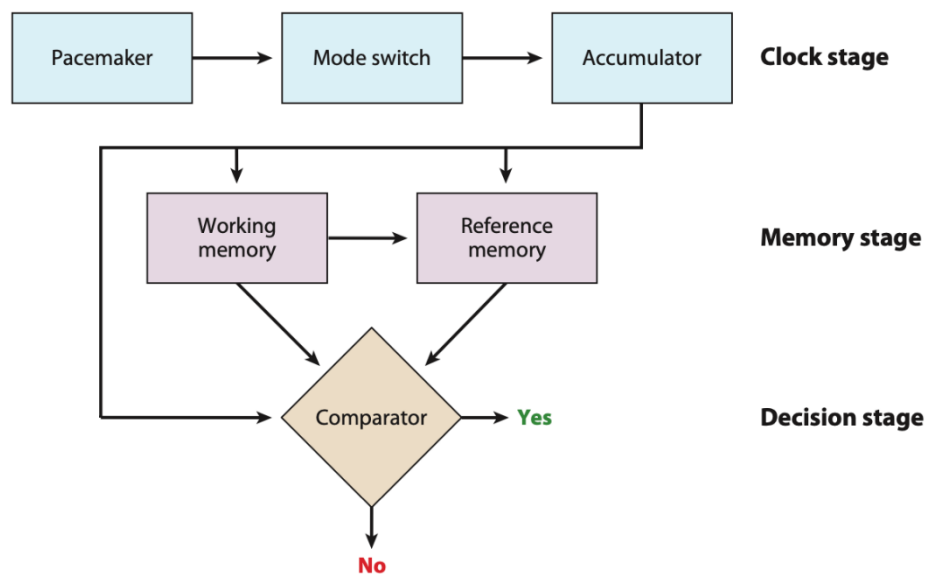 Pacemaker
Mode switch
Accumulator
Clock stage
Working
memory
Reference
memory
Memory stage
Comparator
Yes
Decision stage
No